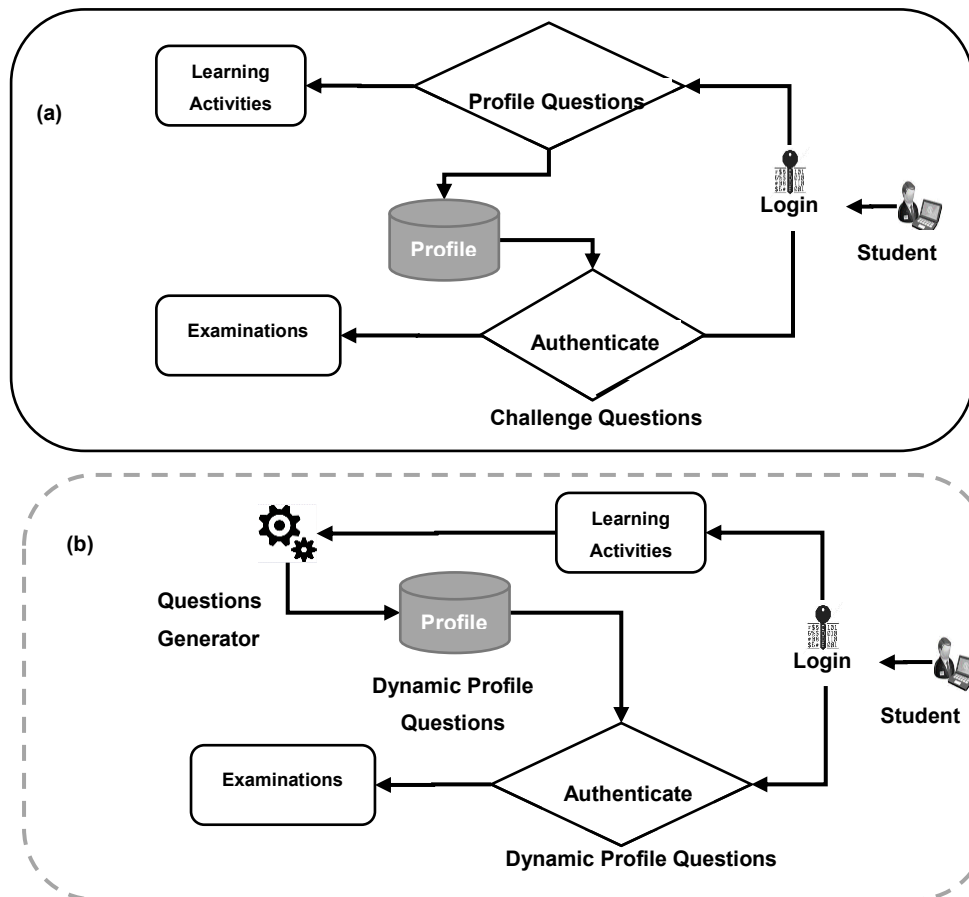 (a)
Learning
Activities
Profile Questions
Login
Student
Profile
Examinations
Authenticate
Challenge Questions
(b)
Learning
Activities
Questions
Generator
Profile
Login
Student
Dynamic Profile
Questions
Examinations
Authenticate
Dynamic Profile Questions